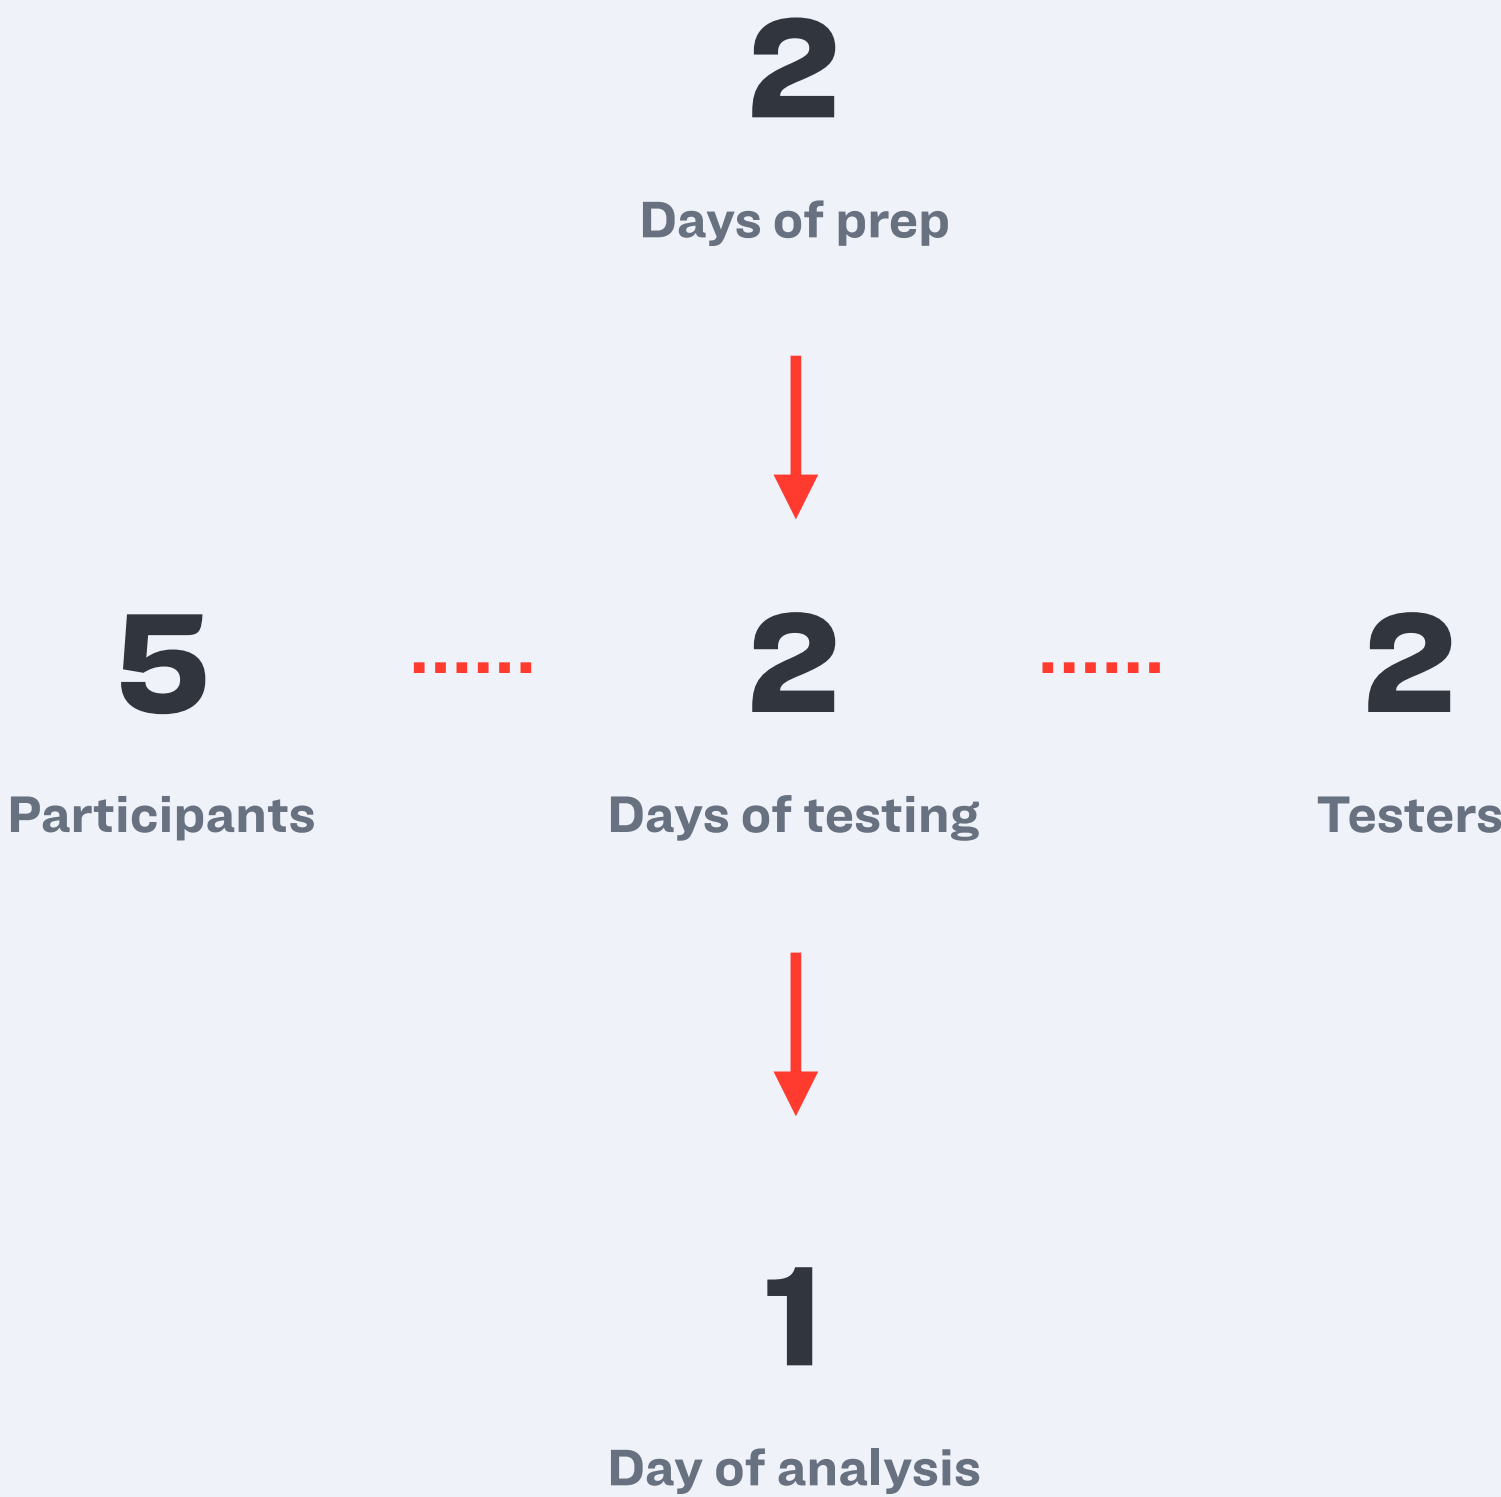 2
Days of prep
5
Participants
2
Days of testing
2
Testers
1
Day of analysis